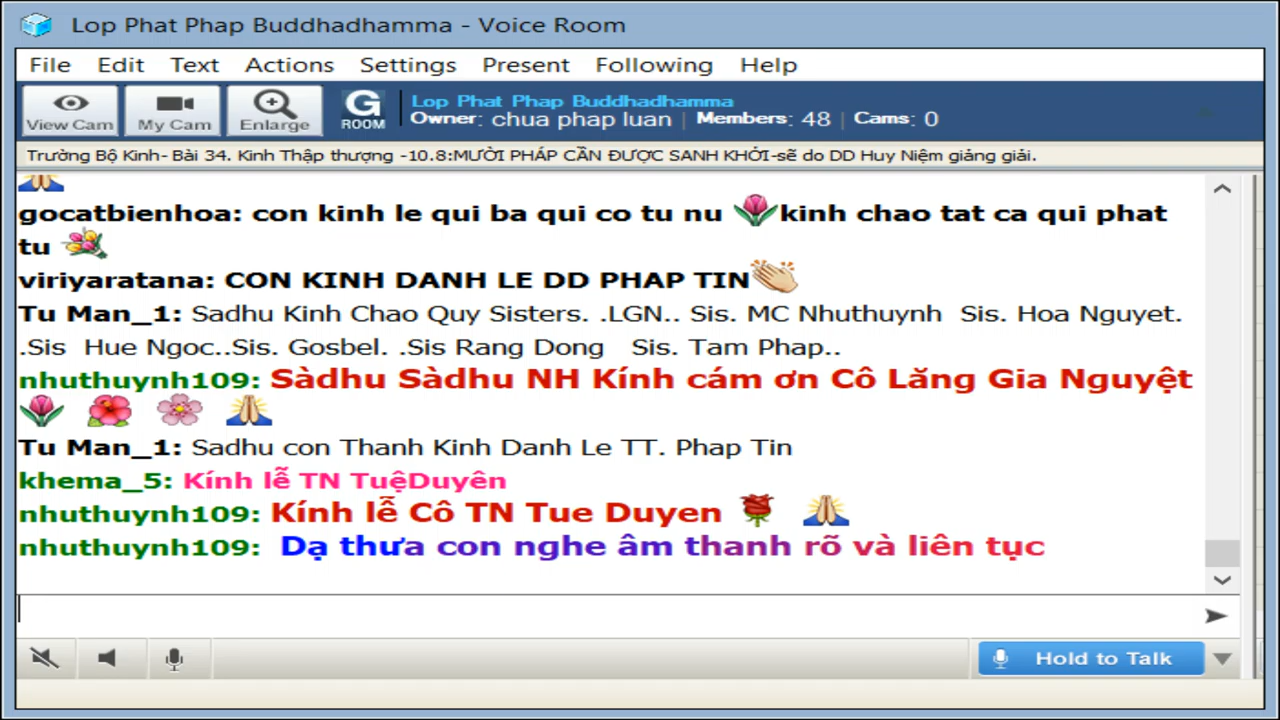 Lop Phat Phap Buddhadhamma - Voice Room
File Edit Text Actions Settings Present Following Help
View Cam My Cam Enlarge G ROOM Lop Phat Phap Buddhadhamma
Owner: chua phap luan | Members: 48 | Cams: 0
Trường Bộ Kinh- Bài 34. Kinh Thập thượng -10.8:MƯỜI PHÁP CẦN ĐƯỢC SANH KHỞI-sẽ do DD Huy Niệm giảng giải.
gocatbienhoa: con kinh le qui ba qui co tu nu kinh chao tat ca qui phat
tu
viriyaratana: CON KINH DANH LE DD PHAP TIN
Tu Man_1: Sadhu Kinh Chao Quy Sisters. .LGN.. Sis. MC Nhuthuynh Sis. Hoa Nguyet.
.Sis Hue Ngoc..Sis. Gosbel. .Sis Rang Dong Sis. Tam Phap..
nhuthuynh109: Sàdhu Sàdhu NH Kính cám ơn Cô Lăng Gia Nguyệt
Tu Man_1: Sadhu con Thanh Kinh Danh Le TT. Phap Tin
khema_5: Kính lễ TN TuệDuyên
nhuthuynh109: Kính lễ Cô TN Tue Duyen
nhuthuynh109: Dạ thưa con nghe âm thanh rõ và liên tục
Hold to Talk